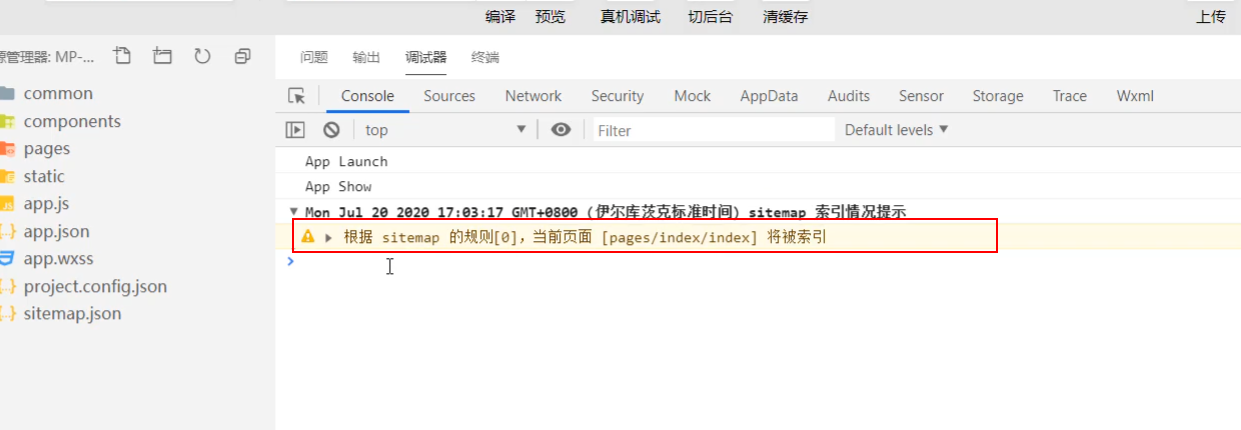 编译 预览 真机调试 切后台 清缓存 上传
源管理器: MP-...
问题 输出 调试器 终端
common
components
pages
static
app.js
app.json
app.wxss
project.config.json
sitemap.json
Console Sources Network Security Mock AppData Audits Sensor Storage Trace Wxml
top Filter Default levels
App Launch
App Show
Mon Jul 20 2020 17:03:17 GMT+0800 (伊尔库茨克标准时间) sitemap 索引情况提示
根据 sitemap 的规则[0]，当前页面 [pages/index/index] 将被索引